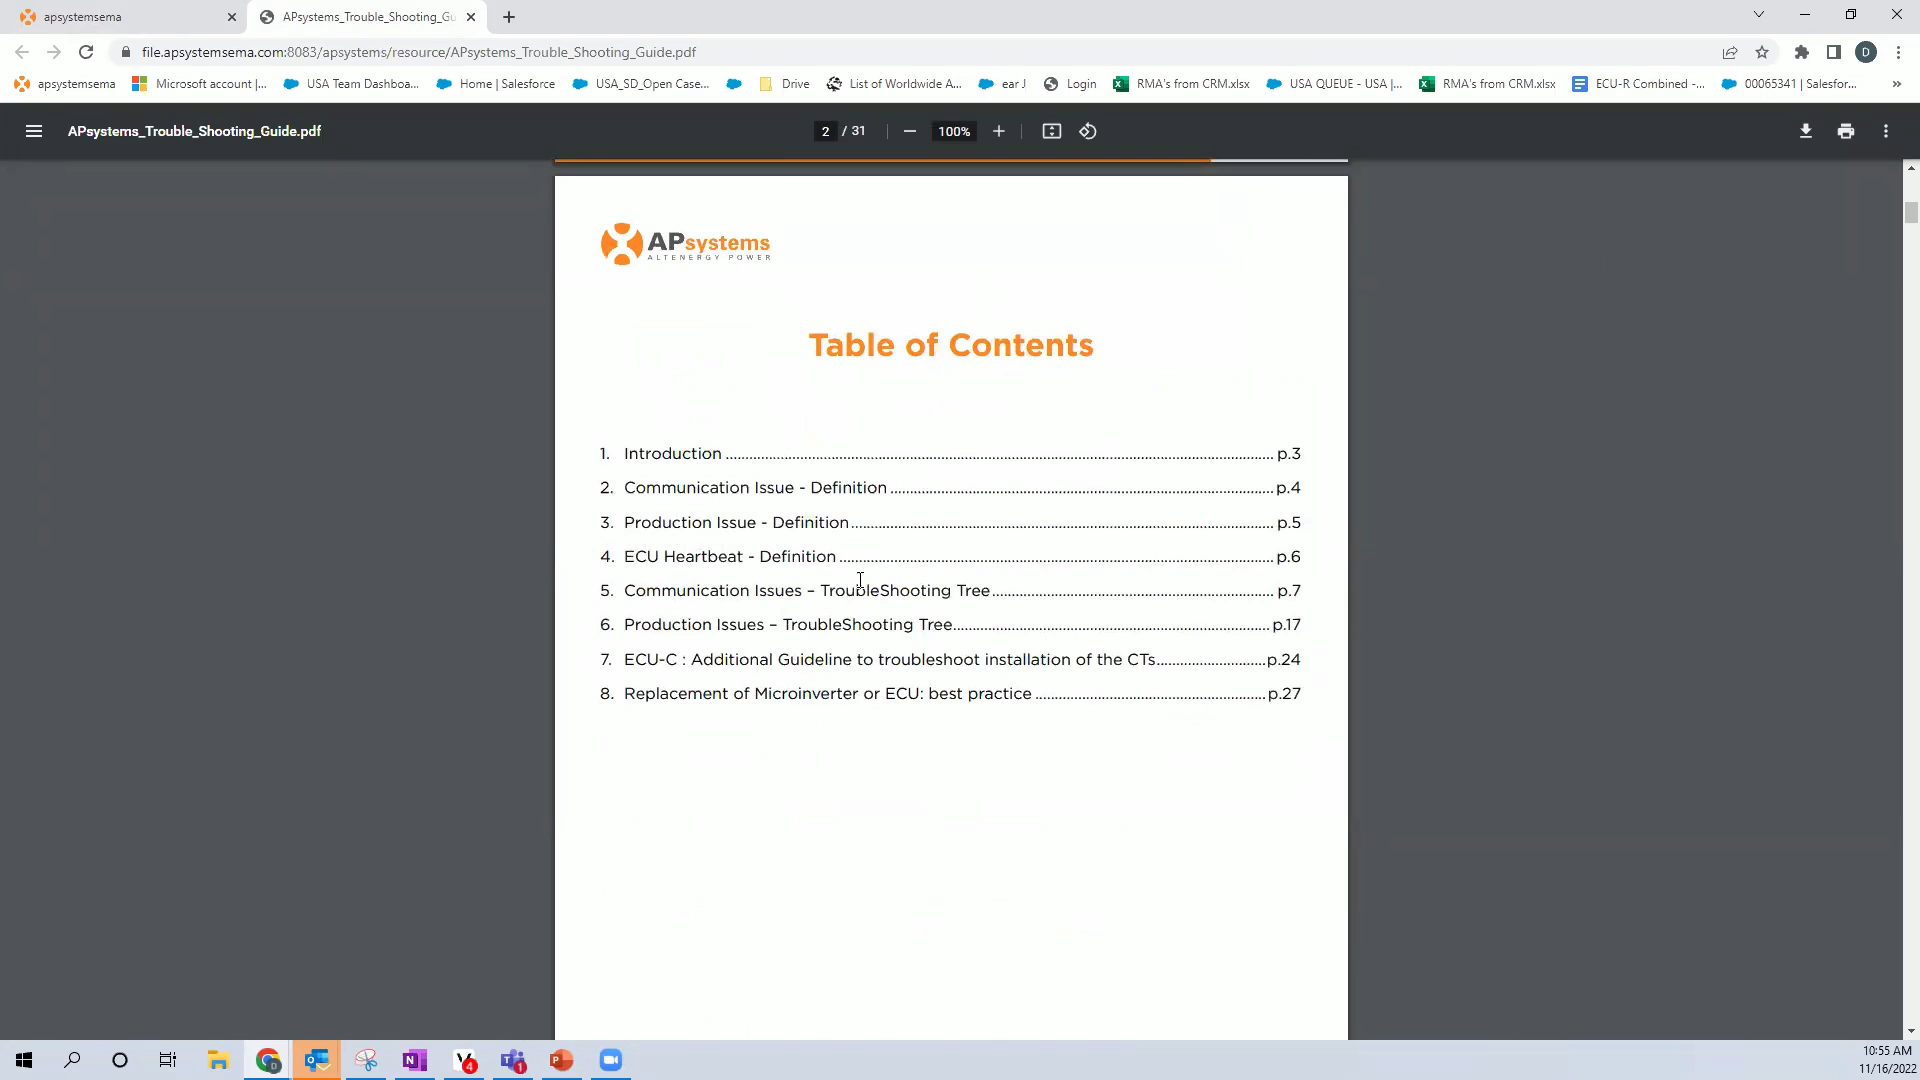 apsystemsema
APsystems_Trouble_Shooting_Gu
file.apsystemsema.com:8083/apsystems/resource/APsystems_Trouble_Shooting_Guide.pdf
D
apsystemsema
Microsoft account |...
USA Team Dashboa...
Home | Salesforce
USA_SD_Open Case...
Drive
List of Worldwide A...
ear J
Login
RMA's from CRM.xlsx
USA QUEUE - USA |...
RMA's from CRM.xlsx
ECU-R Combined -...
00065341 | Salesfor...
»
APsystems_Trouble_Shooting_Guide.pdf
2 / 31
100%
APsystems
ALTENERGY POWER
Table of Contents
1. Introduction ........ p.3
2. Communication Issue - Definition ........ p.4
3. Production Issue - Definition ........ p.5
4. ECU Heartbeat - Definition ........ p.6
5. Communication Issues – TroubleShooting Tree ........ p.7
6. Production Issues – TroubleShooting Tree ........ p.17
7. ECU-C : Additional Guideline to troubleshoot installation of the CTs ........ p.24
8. Replacement of Microinverter or ECU: best practice ........ p.27
4
1
10:55 AM
11/16/2022